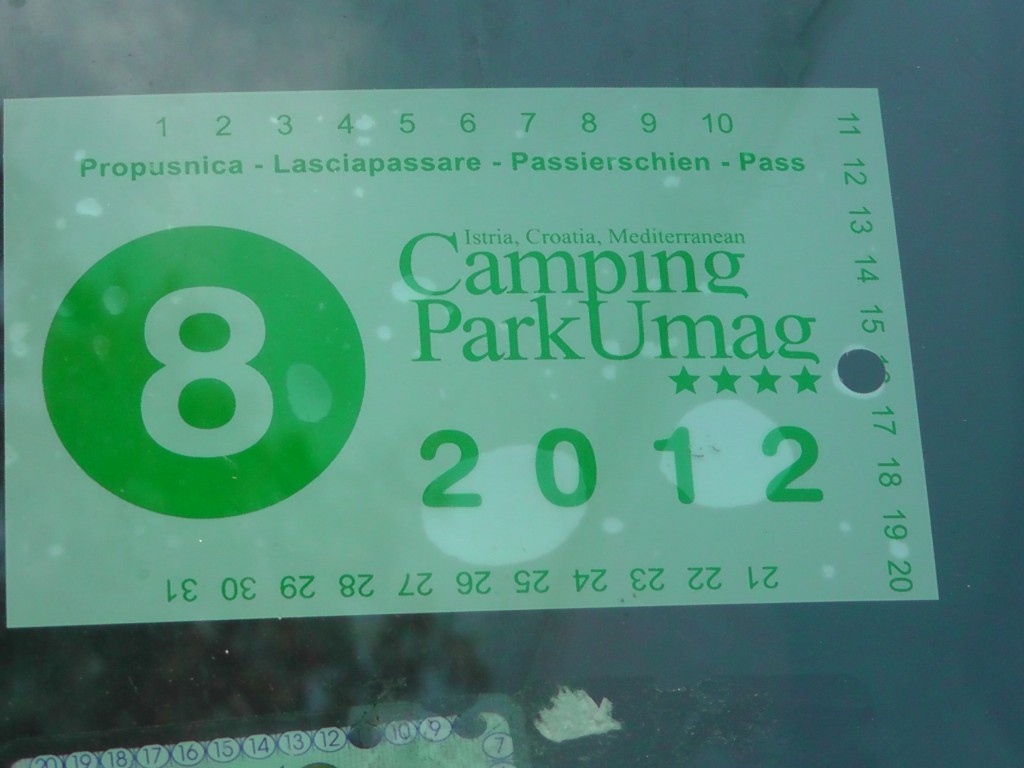 1 2 3 4 5 6 7 8 9 10
Propusnica - Lasciapassare - Passierschien - Pass
8
Istria, Croatia, Mediterranean
Camping
Park Umag
2012
11 12 13 14 15 17 18 19 20
21 22 23 24 25 26 27 28 29 30 31
20 19 18 17 16 15 14 13 12 10 9 7